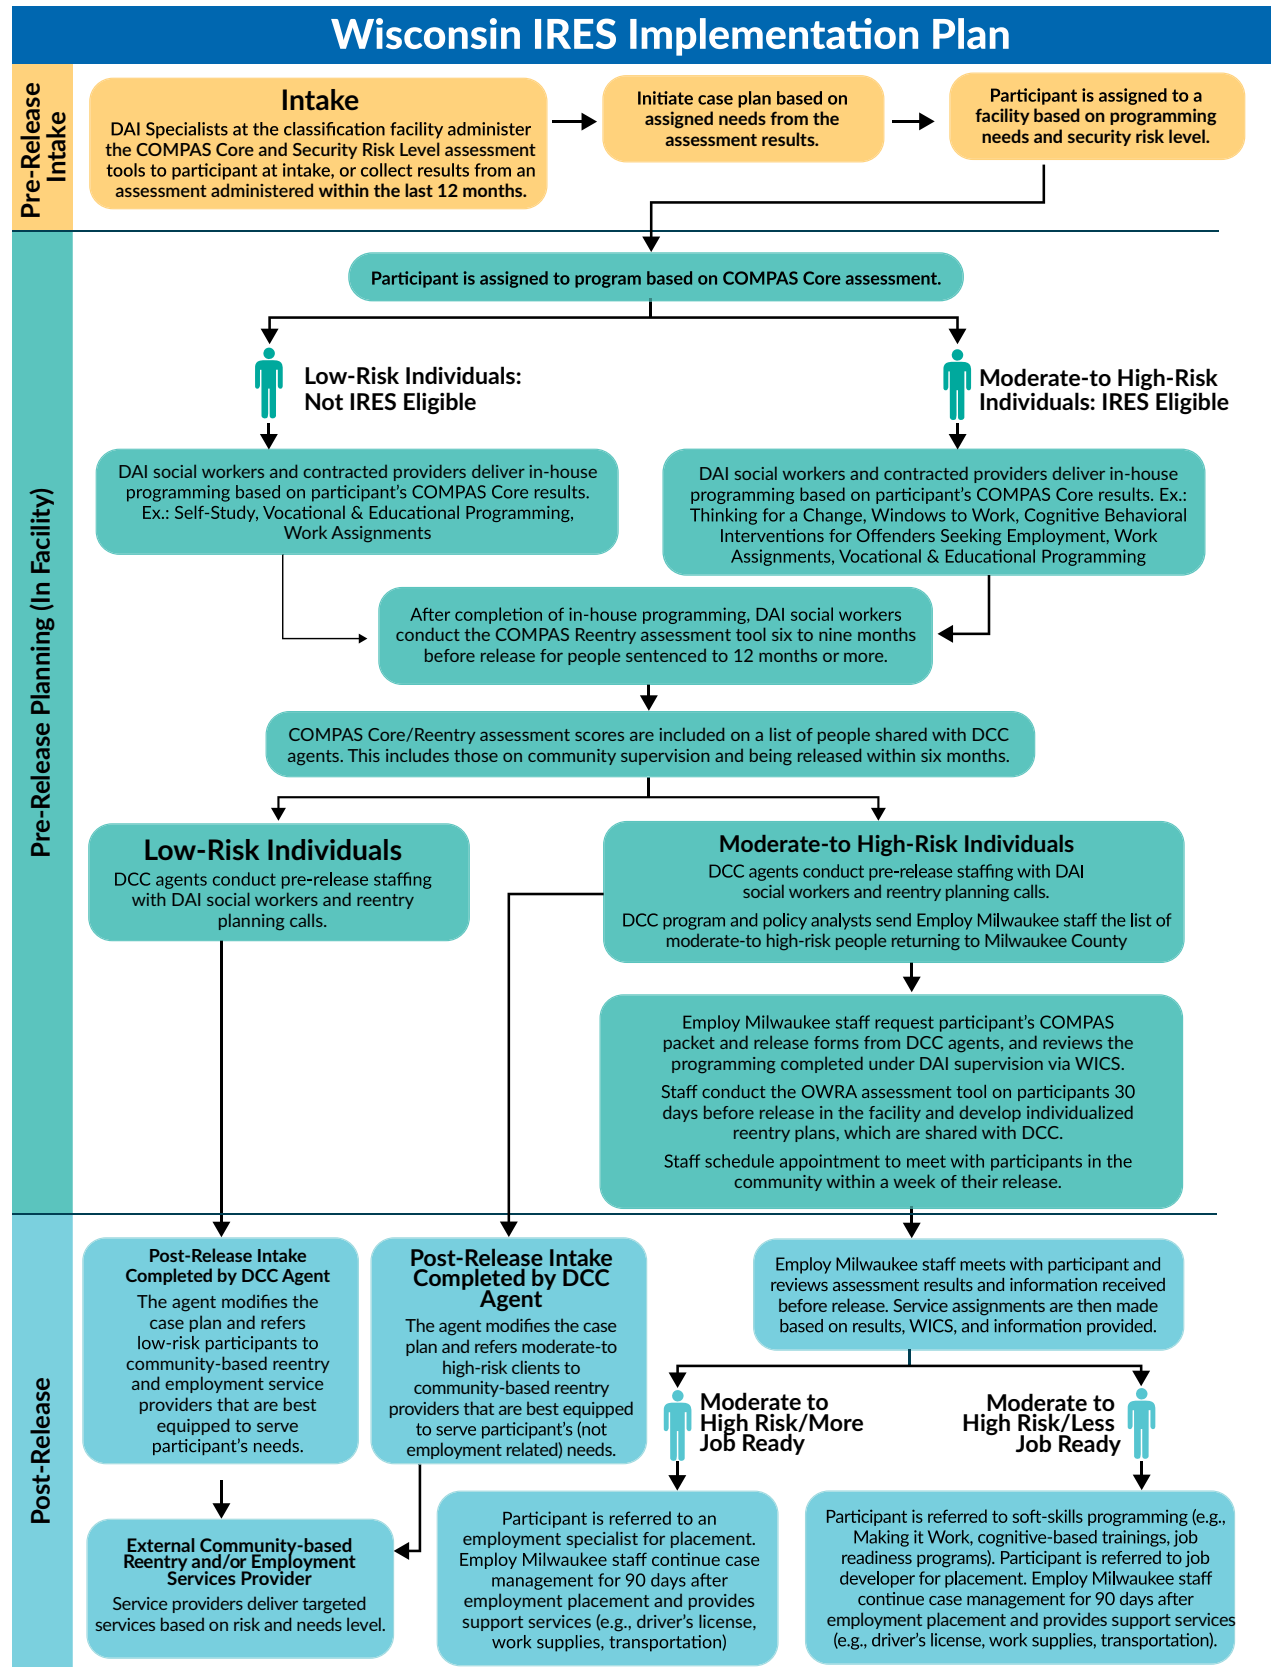 Wisconsin IRES Implementation Plan
Pre-Release
Intake
Intake
DAI Specialists at the classification facility administer
the COMPAS Core and Security Risk Level assessment
tools to participant at intake, or collect results from an
assessment administered within the last 12 months.
Initiate case plan based on
assigned needs from the
assessment results.
Participant is assigned to a
facility based on programming
needs and security risk level.
Pre-Release Planning (In Facility)
Participant is assigned to program based on COMPAS Core assessment.
Low-Risk Individuals:
Not IRES Eligible
Moderate-to High-Risk
Individuals: IRES Eligible
DAI social workers and contracted providers deliver in-house
programming based on participant's COMPAS Core results.
Ex.: Self-Study, Vocational & Educational Programming,
Work Assignments
DAI social workers and contracted providers deliver in-house
programming based on participant's COMPAS Core results. Ex.:
Thinking for a Change, Windows to Work, Cognitive Behavioral
Interventions for Offenders Seeking Employment, Work
Assignments, Vocational & Educational Programming
After completion of in-house programming, DAI social workers
conduct the COMPAS Reentry assessment tool six to nine months
before release for people sentenced to 12 months or more.
COMPAS Core/Reentry assessment scores are included on a list of people shared with DCC
agents. This includes those on community supervision and being released within six months.
Low-Risk Individuals
DCC agents conduct pre-release staffing
with DAI social workers and reentry
planning calls.
Moderate-to High-Risk Individuals
DCC agents conduct pre-release staffing with DAI
social workers and reentry planning calls.
DCC program and policy analysts send Employ Milwaukee staff the list of
moderate-to high-risk people returning to Milwaukee County
Employ Milwaukee staff request participant's COMPAS
packet and release forms from DCC agents, and reviews the
programming completed under DAI supervision via WICS.
Staff conduct the OWRA assessment tool on participants 30
days before release in the facility and develop individualized
reentry plans, which are shared with DCC.
Staff schedule appointment to meet with participants in the
community within a week of their release.
Post-Release
Post-Release Intake
Completed by DCC Agent
The agent modifies the
case plan and refers
low-risk participants to
community-based reentry
and employment service
providers that are best
equipped to serve
participant's needs.
Post-Release Intake
Completed by DCC
Agent
The agent modifies the case
plan and refers moderate-to
high-risk clients to
community-based reentry
providers that are best equipped
to serve participant's (not
employment related) needs.
Employ Milwaukee staff meets with participant and
reviews assessment results and information received
before release. Service assignments are then made
based on results, WICS, and information provided.
Moderate to
High Risk/More
Job Ready
Moderate to
High Risk/Less
Job Ready
External Community-based
Reentry and/or Employment
Services Provider
Service providers deliver targeted
services based on risk and needs level.
Participant is referred to an
employment specialist for placement.
Employ Milwaukee staff continue case
management for 90 days after
employment placement and provides
support services (e.g., driver's license,
work supplies, transportation)
Participant is referred to soft-skills programming (e.g.,
Making it Work, cognitive-based trainings, job
readiness programs). Participant is referred to job
developer for placement. Employ Milwaukee staff
continue case management for 90 days after
employment placement and provides support services
(e.g., driver's license, work supplies, transportation).